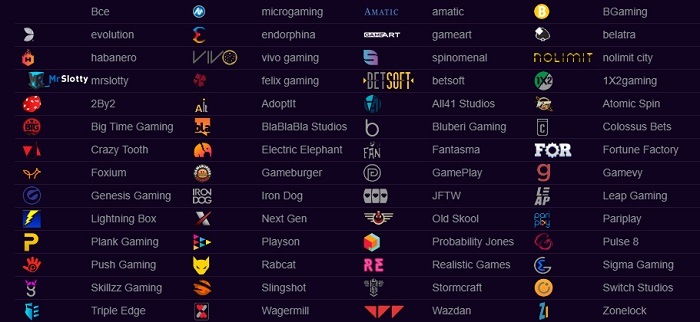 Все microgaming AMATIC amatic BGaming
evolution endorphina GAMEART gameart belatra
habanero VIVO vivo gaming spinomenal NOLIMIT nolimit city
MrSlotty mrslotty felix gaming BETSOFT betsoft 1X2 1X2gaming
2By2 Ait AdoptIt All41 Studios Atomic Spin
BIG Big Time Gaming bla BlaBlaBla Studios b Bluberi Gaming C Colossus Bets
Crazy Tooth Electric Elephant FAN Fantasma FOR Fortune Factory
Foxium Gameburger GamePlay g Gamevy
Genesis Gaming IRON DOG Iron Dog JFTW LEAP Leap Gaming
Lightning Box Next Gen Old Skool pariplay Pariplay
Plank Gaming Playson Probability Jones Pulse 8
Push Gaming Rabcat RE Realistic Games Sigma Gaming
Skillzz Gaming Slingshot Stormcraft Switch Studios
Triple Edge Wagermill Wazdan Zonelock